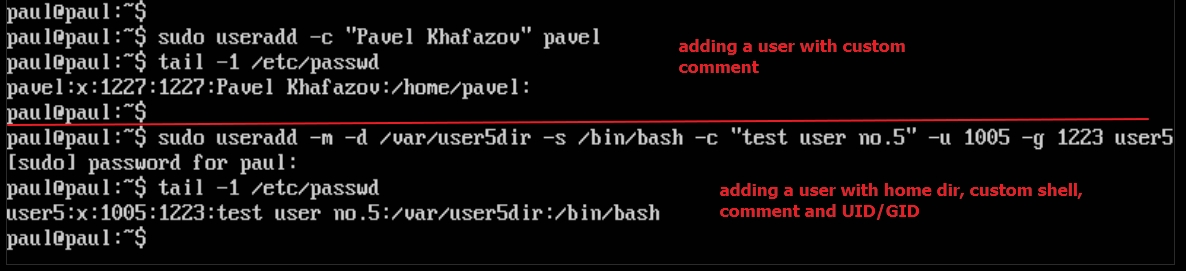 paul@paul:~$
paul@paul:~$ sudo useradd -c "Pavel Khafazov" pavel
paul@paul:~$ tail -1 /etc/passwd
pavel:x:1227:1227:Pavel Khafazov:/home/pavel:
paul@paul:~$
adding a user with custom
comment
paul@paul:~$ sudo useradd -m -d /var/user5dir -s /bin/bash -c "test user no.5" -u 1005 -g 1223 user5
[sudo] password for paul:
paul@paul:~$ tail -1 /etc/passwd
user5:x:1005:1223:test user no.5:/var/user5dir:/bin/bash
paul@paul:~$
adding a user with home dir, custom shell,
comment and UID/GID